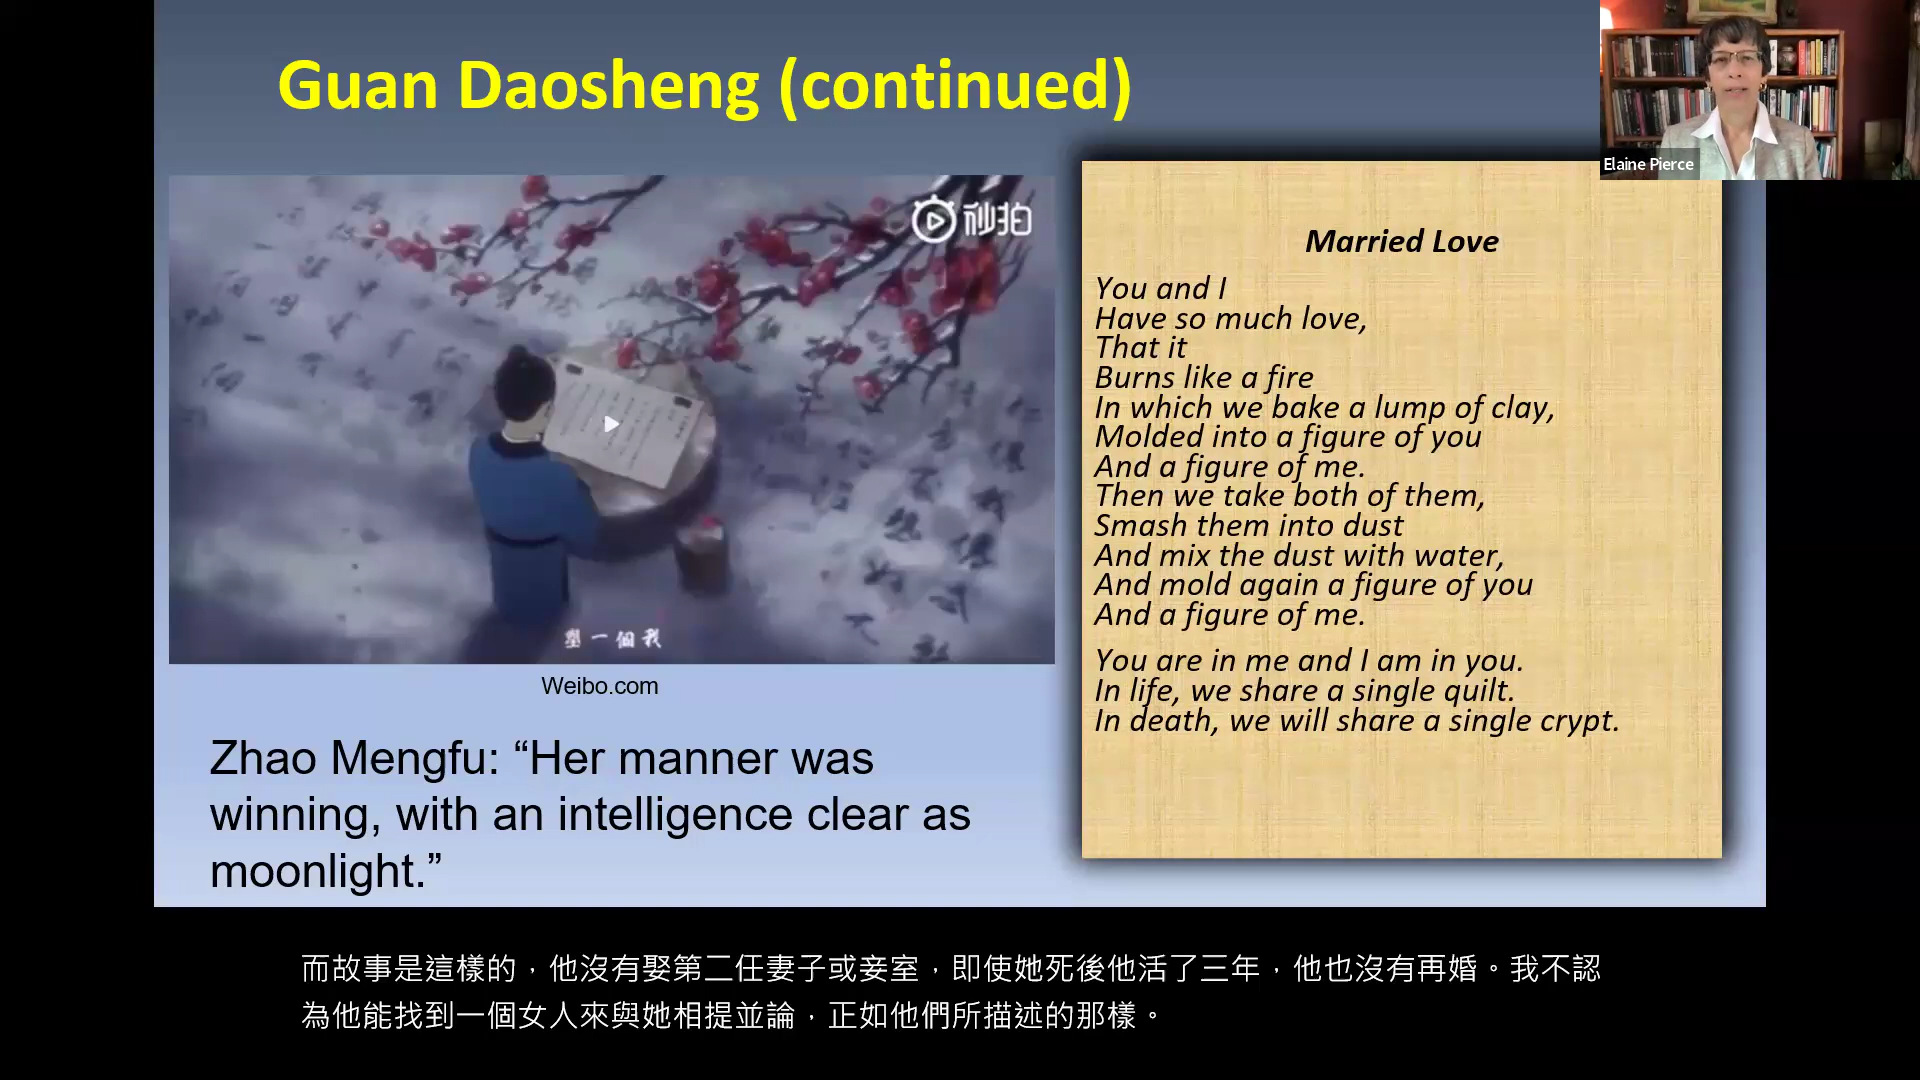 Guan Daosheng (continued)
Elaine Pierce
秒拍
塑一個我
Weibo.com
Zhao Mengfu: “Her manner was
winning, with an intelligence clear as
moonlight.”
Married Love
You and I
Have so much love,
That it
Burns like a fire
In which we bake a lump of clay,
Molded into a figure of you
And a figure of me.
Then we take both of them,
Smash them into dust
And mix the dust with water,
And mold again a figure of you
And a figure of me.
You are in me and I am in you.
In life, we share a single quilt.
In death, we will share a single crypt.
而故事是這樣的，他沒有娶第二任妻子或妾室，即使她死後他活了三年，他也沒有再婚。我不認
為他能找到一個女人來與她相提並論，正如他們所描述的那樣。